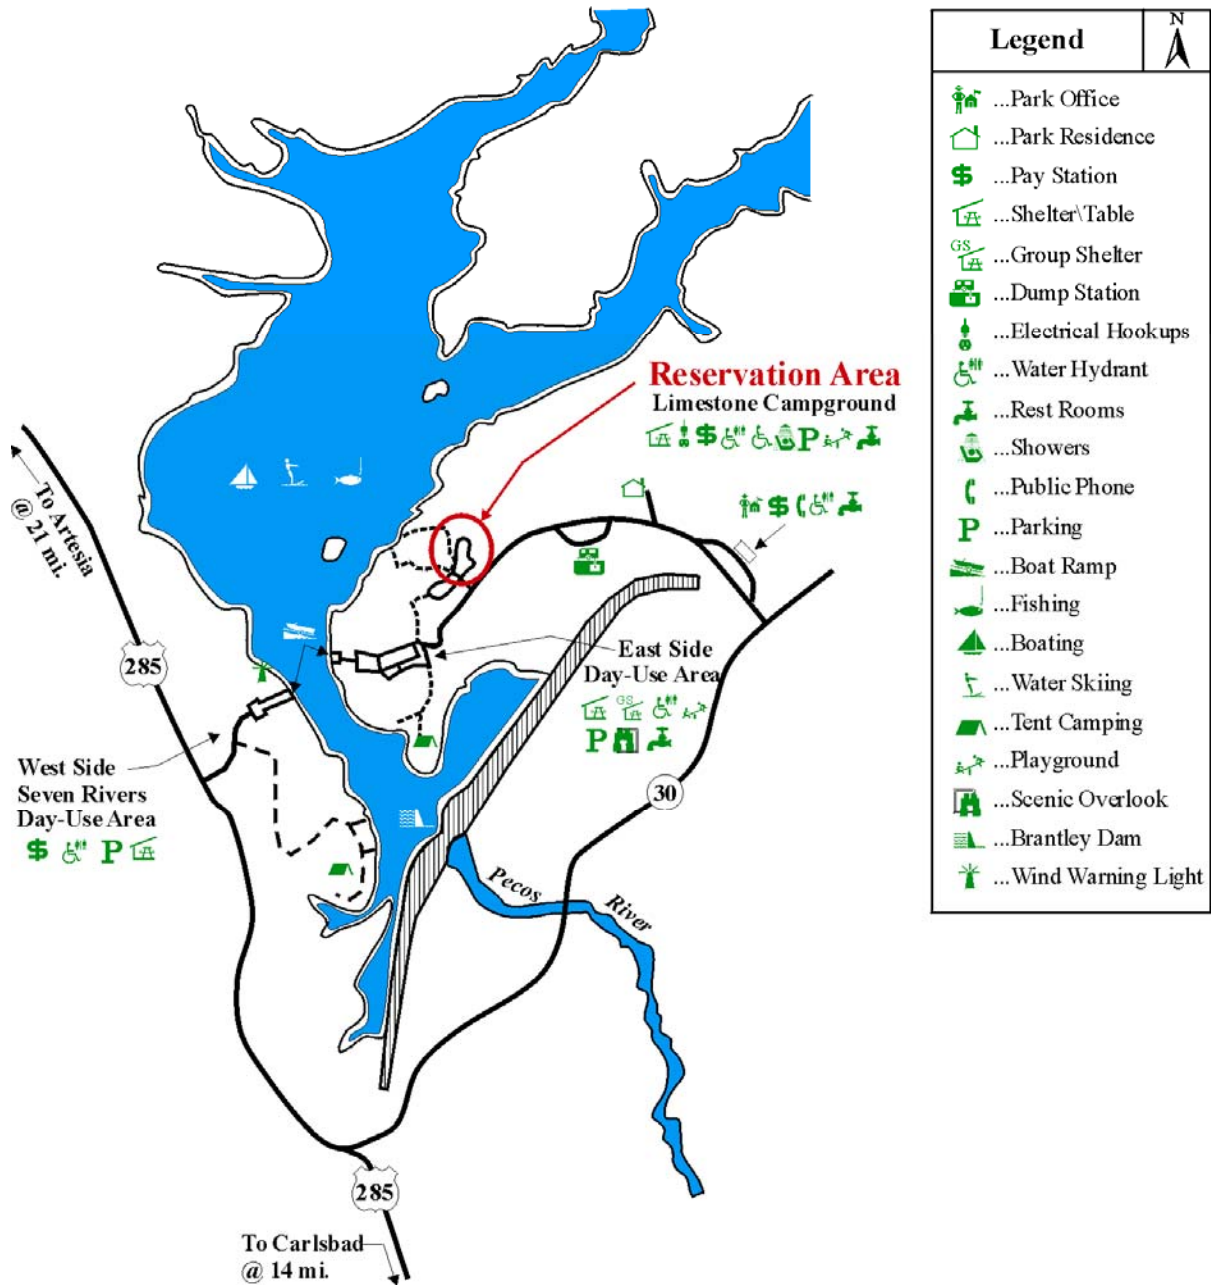 Legend
N
...Park Office
...Park Residence
$ ...Pay Station
...Shelter\Table
GS ...Group Shelter
...Dump Station
...Electrical Hookups
...Water Hydrant
...Rest Rooms
...Showers
...Public Phone
P ...Parking
...Boat Ramp
...Fishing
...Boating
...Water Skiing
...Tent Camping
...Playground
...Scenic Overlook
...Brantley Dam
...Wind Warning Light
Reservation Area
Limestone Campground
$ P
$
To Artesia
@ 21 mi.
285
East Side
Day-Use Area
GS
P
West Side
Seven Rivers
Day-Use Area
$ P
30
Pecos
River
285
To Carlsbad
@ 14 mi.